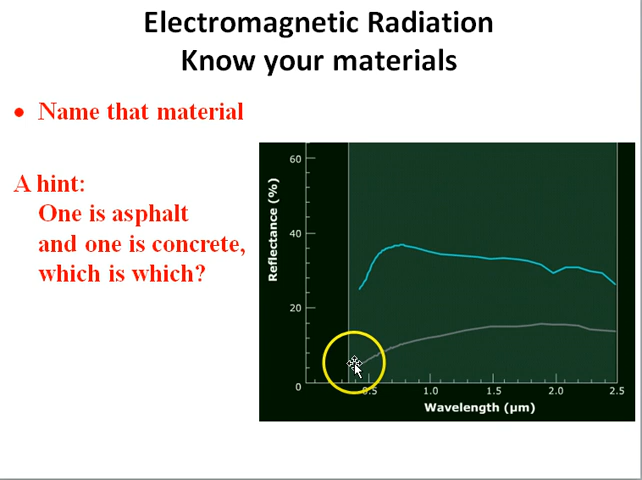 Electromagnetic Radiation
Know your materials
• Name that material
A hint:
One is asphalt
and one is concrete,
which is which?
Reflectance (%)
60
40
20
0
0.5 1.0 1.5 2.0 2.5
Wavelength (μm)